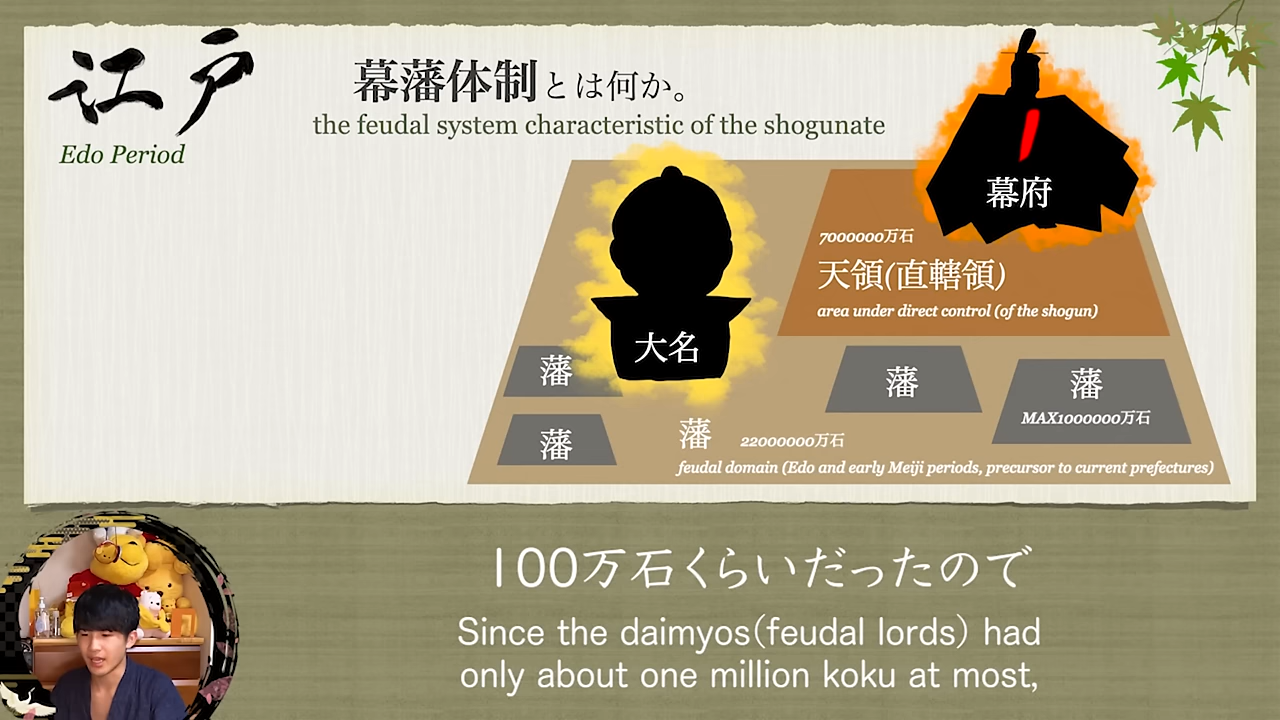 江戸
Edo Period
幕藩体制とは何か。
the feudal system characteristic of the shogunate
幕府
7000000万石
天領(直轄領)
area under direct control (of the shogun)
大名
藩
藩
藩
藩
MAX1000000万石
藩 22000000万石
feudal domain (Edo and early Meiji periods, precursor to current prefectures)
100万石くらいだったので
Since the daimyos(feudal lords) had
only about one million koku at most,